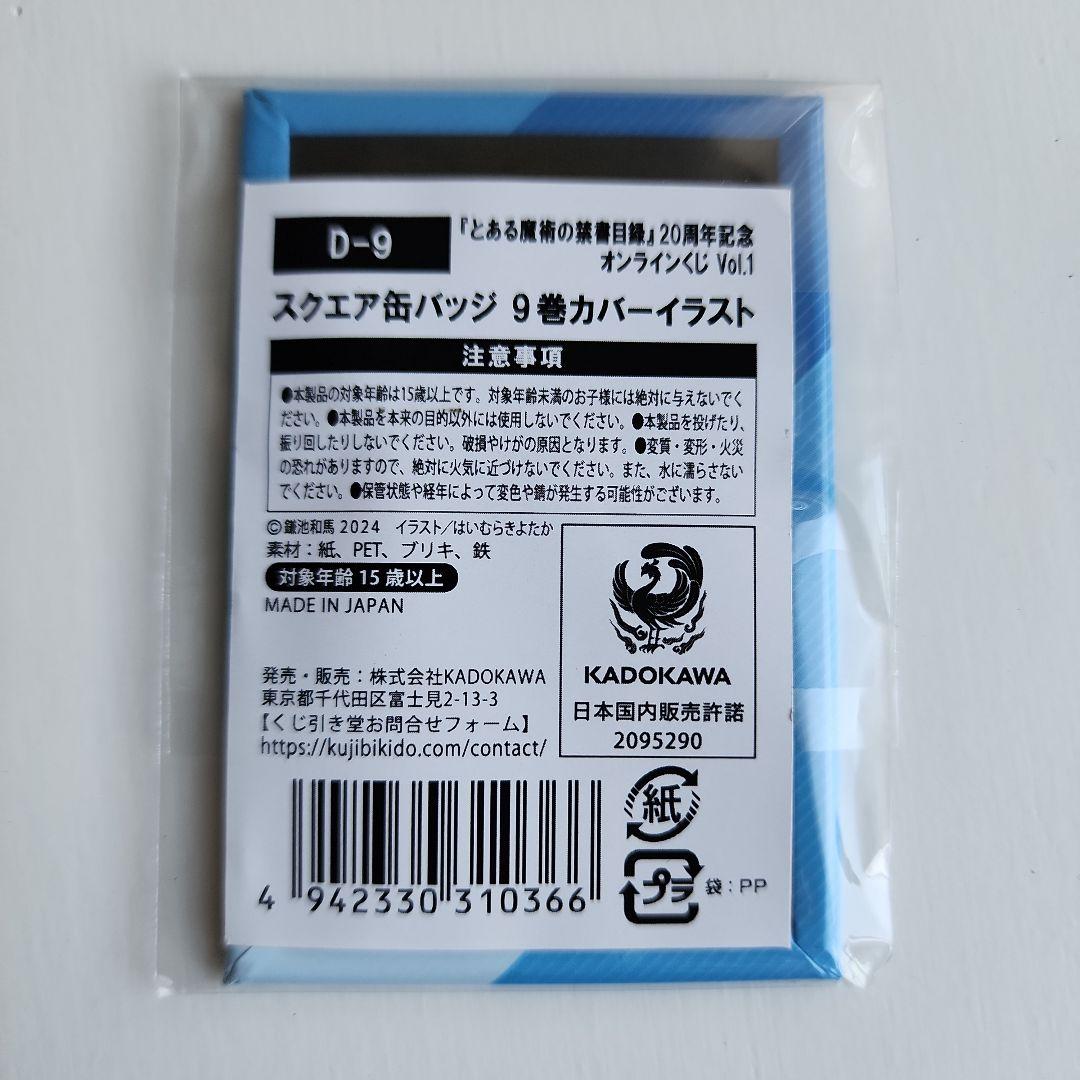 D-9
『とある魔術の禁書目録』20周年記念
オンラインくじ Vol.1
スクエア缶バッジ 9巻カバーイラスト
注意事項
●本製品の対象年齢は15歳以上です。対象年齢未満のお子様には絶対に与えないでく
ださい。●本製品を本来の目的以外には使用しないでください。●本製品を投げたり、
振り回したりしないでください。破損やけがの原因となります。●変質・変形・火災
の恐れがありますので、絶対に火気に近づけないでください。また、水に濡らさない
でください。●保管状態や経年によって変色や錆が発生する可能性がございます。
©鎌池和馬 2024 イラスト/はいむらきよたか
素材：紙、PET、ブリキ、鉄
対象年齢 15 歳以上
MADE IN JAPAN
発売・販売：株式会社KADOKAWA
東京都千代田区富士見2-13-3
【くじ引き堂お問合せフォーム】
https://kujibikido.com/contact/
KADOKAWA
日本国内販売許諾
2095290
紙
プラ
袋：PP
4 942330 310366